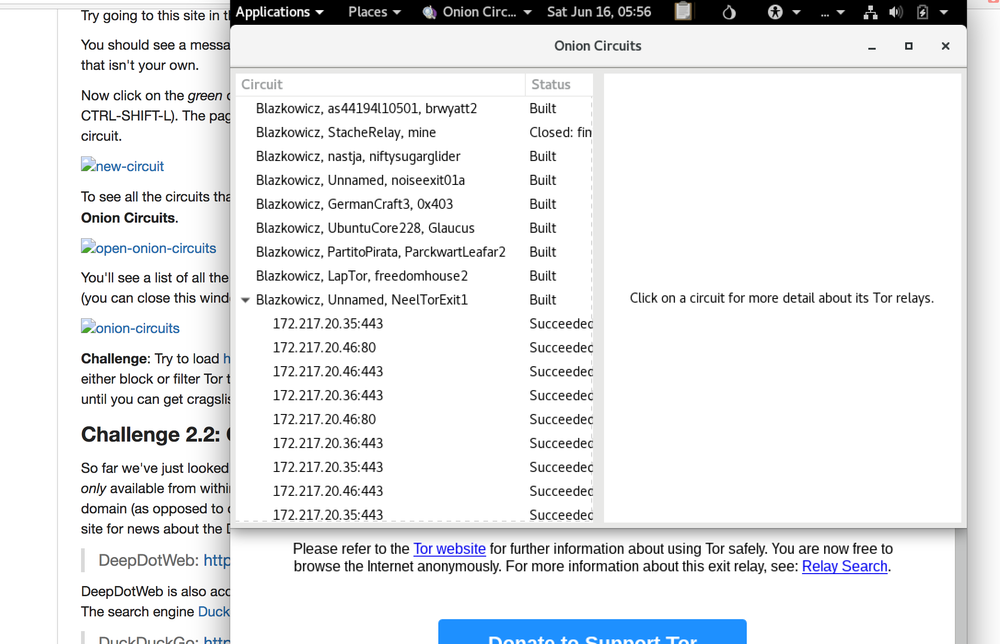 Try going to this site in
You should see a messa
that isn't your own.
Now click on the green
CTRL-SHIFT-L). The pag
circuit.
new-circuit
To see all the circuits tha
Onion Circuits.
open-onion-circuits
You'll see a list of all the
(you can close this wind
onion-circuits
Challenge: Try to load h
either block or filter Tor t
until you can get cragslis
Challenge 2.2:
So far we've just looked
only available from withi
domain (as opposed to
site for news about the
DeepDotWeb: http
DeepDotWeb is also acc
The search engine Duck
DuckDuckGo: http
Applications Places Onion Circ... Sat Jun 16, 05:56 ...
Onion Circuits
Circuit Status
Blazkowicz, as44194l10501, brwyatt2 Built
Blazkowicz, StacheRelay, mine Closed: fin
Blazkowicz, nastja, niftysugarglider Built
Blazkowicz, Unnamed, noiseexit01a Built
Blazkowicz, GermanCraft3, 0x403 Built
Blazkowicz, UbuntuCore228, Glaucus Built
Blazkowicz, PartitoPirata, ParckwartLeafar2 Built
Blazkowicz, LapTor, freedomhouse2 Built
Blazkowicz, Unnamed, NeelTorExit1 Built
172.217.20.35:443 Succeeded
172.217.20.46:80 Succeeded
172.217.20.46:443 Succeeded
172.217.20.36:443 Succeeded
172.217.20.46:80 Succeeded
172.217.20.36:443 Succeeded
172.217.20.35:443 Succeeded
172.217.20.46:443 Succeeded
172.217.20.35:443 Succeeded
Click on a circuit for more detail about its Tor relays.
Please refer to the Tor website for further information about using Tor safely. You are now free to
browse the Internet anonymously. For more information about this exit relay, see: Relay Search.
Donate to Support Tor